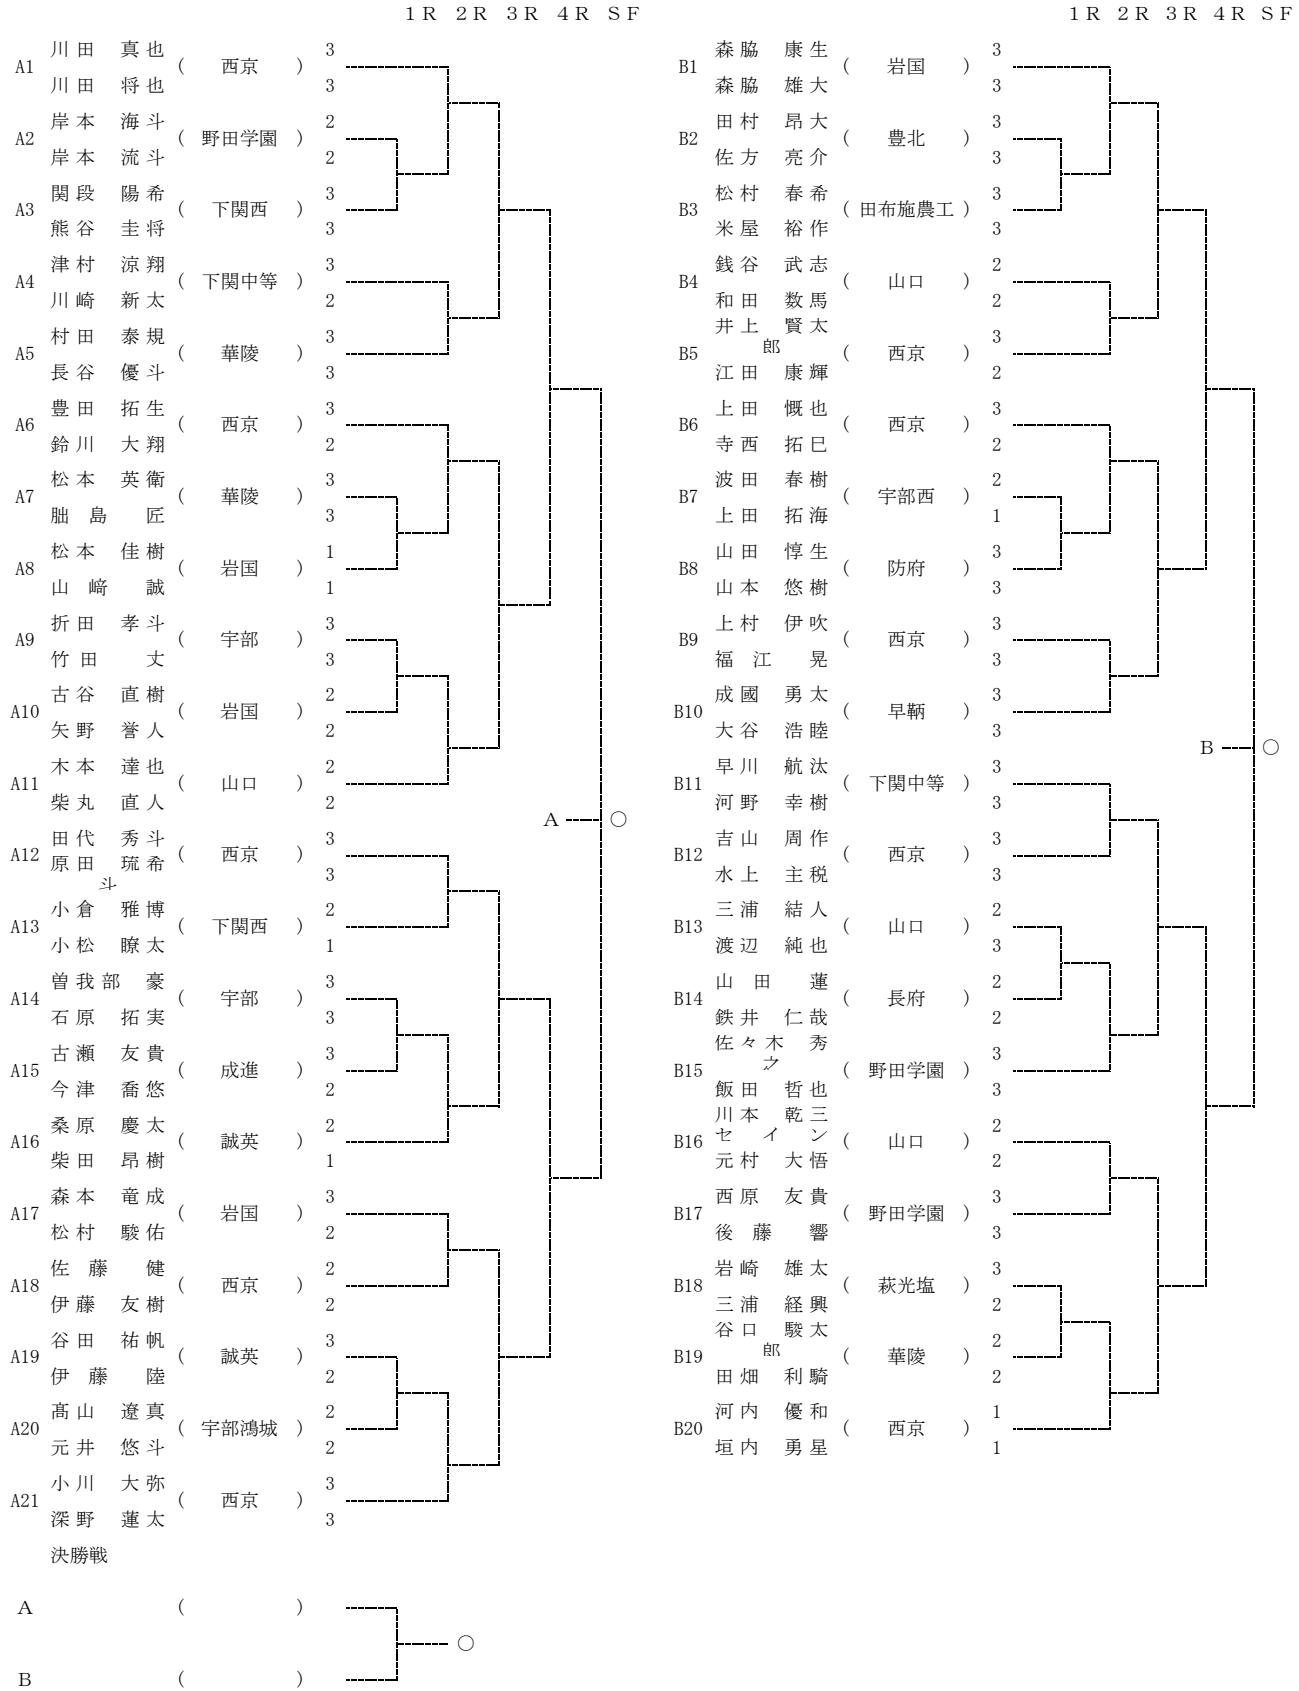 1R 2R 3R 4R SF
A1 川田 真也 3
( 西京 )
川田 将也 3
A2 岸本 海斗 2
( 野田学園 )
岸本 流斗 2
A3 関段 陽希 3
( 下関西 )
熊谷 圭将 3
A4 津村 涼翔 3
( 下関中等 )
川崎 新太 2
A5 村田 泰規 3
( 華陵 )
長谷 優斗 3
A6 豊田 拓生 3
( 西京 )
鈴川 大翔 2
A7 松本 英衛 3
( 華陵 )
朏島 匠 3
A8 松本 佳樹 1
( 岩国 )
山﨑 誠 1
A9 折田 孝斗 3
( 宇部 )
竹田 丈 3
A10 古谷 直樹 2
( 岩国 )
矢野 誉人 2
A11 木本 達也 2
( 山口 )
柴丸 直人 2
A12 田代 秀斗 3
( 西京 )
原田 琉希斗 3
A13 小倉 雅博 2
( 下関西 )
小松 瞭太 1
A14 曽我部 豪 3
( 宇部 )
石原 拓実 3
A15 古瀬 友貴 3
( 成進 )
今津 喬悠 2
A16 桑原 慶太 2
( 誠英 )
柴田 昂樹 1
A17 森本 竜成 3
( 岩国 )
松村 駿佑 2
A18 佐藤 健 2
( 西京 )
伊藤 友樹 2
A19 谷田 祐帆 3
( 誠英 )
伊藤 陸 2
A20 髙山 遼真 2
( 宇部鴻城 )
元井 悠斗 2
A21 小川 大弥 3
( 西京 )
深野 蓮太 3
A ○
決勝戦
A ( )
○
B ( )
1R 2R 3R 4R SF
B1 森脇 康生 3
( 岩国 )
森脇 雄大 3
B2 田村 昂大 3
( 豊北 )
佐方 亮介 3
B3 松村 春希 3
( 田布施農工 )
米屋 裕作 3
B4 銭谷 武志 2
( 山口 )
和田 数馬 2
B5 井上 賢太郎 3
( 西京 )
江田 康輝 2
B6 上田 慨也 3
( 西京 )
寺西 拓巳 2
B7 波田 春樹 2
( 宇部西 )
上田 拓海 1
B8 山田 惇生 3
( 防府 )
山本 悠樹 3
B9 上村 伊吹 3
( 西京 )
福江 晃 3
B10 成國 勇太 3
( 早鞆 )
大谷 浩睦 3
B11 早川 航汰 3
( 下関中等 )
河野 幸樹 3
B12 吉山 周作 3
( 西京 )
水上 主税 3
B13 三浦 結人 2
( 山口 )
渡辺 純也 3
B14 山田 蓮 2
( 長府 )
鉄井 仁哉 2
B15 佐々木 秀之 3
( 野田学園 )
飯田 哲也 3
B16 川本 乾三セイン 2
( 山口 )
元村 大悟 2
B17 西原 友貴 3
( 野田学園 )
後藤 響 3
B18 岩崎 雄太 3
( 萩光塩 )
三浦 経興 2
B19 谷口 駿太郎 2
( 華陵 )
田畑 利騎 2
B20 河内 優和 1
( 西京 )
垣内 勇星 1
B ○